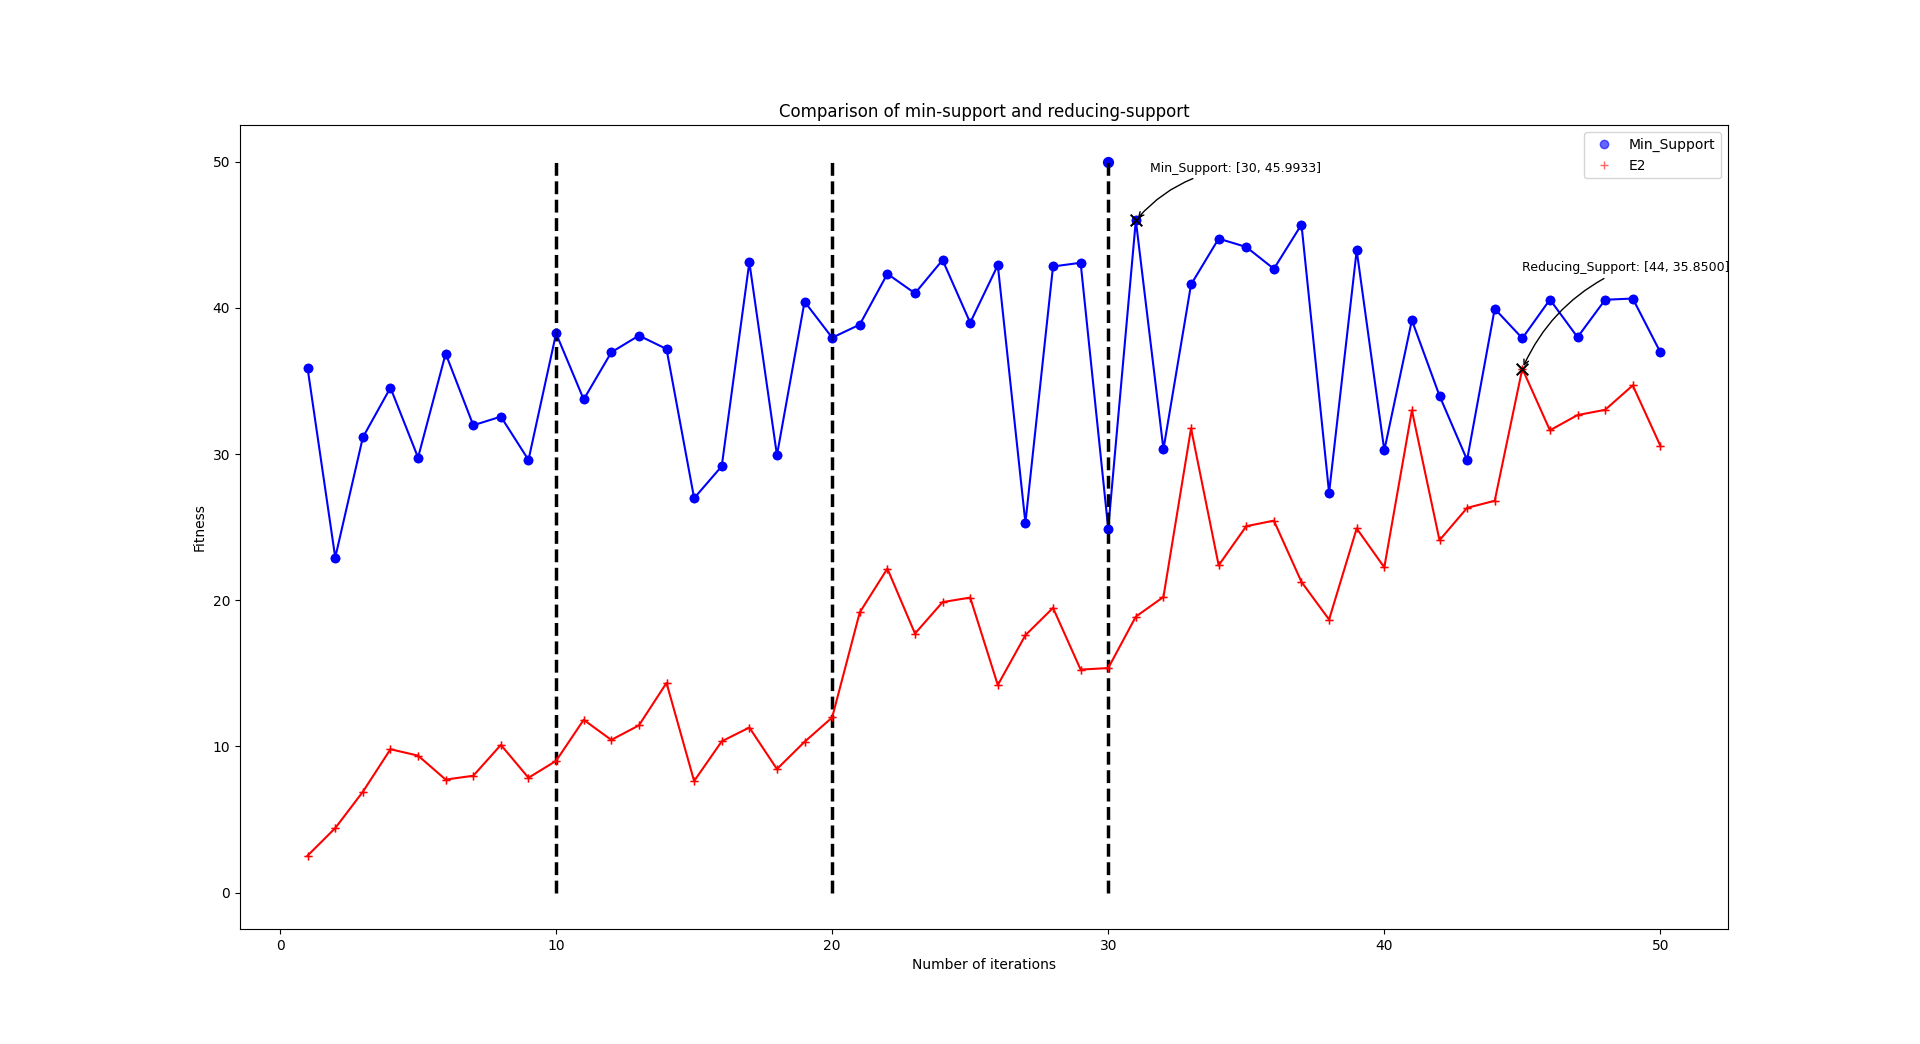 Comparison of min-support and reducing-support
Min_Support
E2
Min_Support: [30, 45.9933]
Reducing_Support: [44, 35.8500]
50
40
30
20
10
0
Fitness
0 10 20 30 40 50
Number of iterations